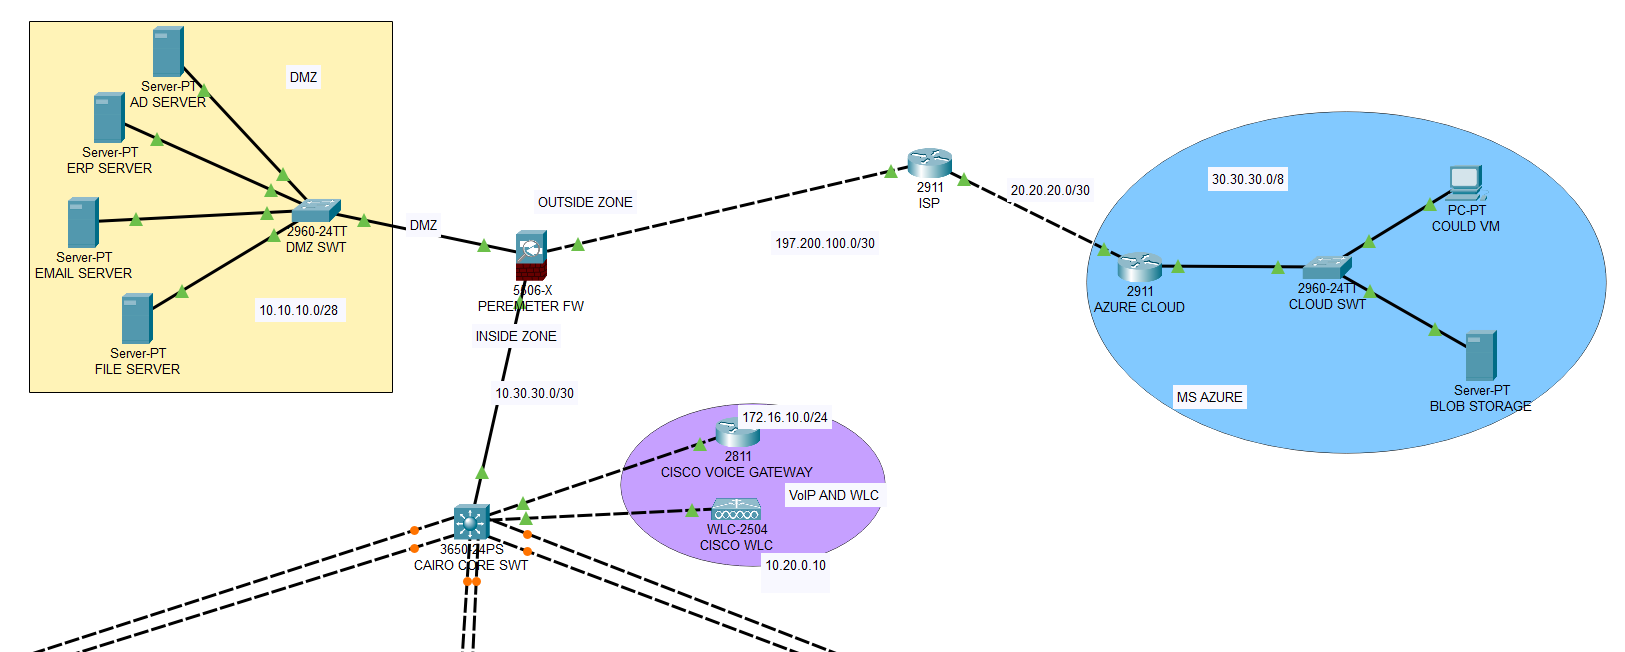 DMZ
Server-PT
AD SERVER
Server-PT
ERP SERVER
Server-PT
EMAIL SERVER
Server-PT
FILE SERVER
2960-24TT
DMZ SWT
10.10.10.0/28
DMZ
OUTSIDE ZONE
5506-X
PEREMETER FW
INSIDE ZONE
10.30.30.0/30
197.200.100.0/30
2911
ISP
20.20.20.0/30
30.30.30.0/8
PC-PT
COULD VM
2911
AZURE CLOUD
2960-24TT
CLOUD SWT
Server-PT
BLOB STORAGE
MS AZURE
172.16.10.0/24
2811
CISCO VOICE GATEWAY
VoIP AND WLC
WLC-2504
CISCO WLC
10.20.0.10
3650-24PS
CAIRO CORE SWT